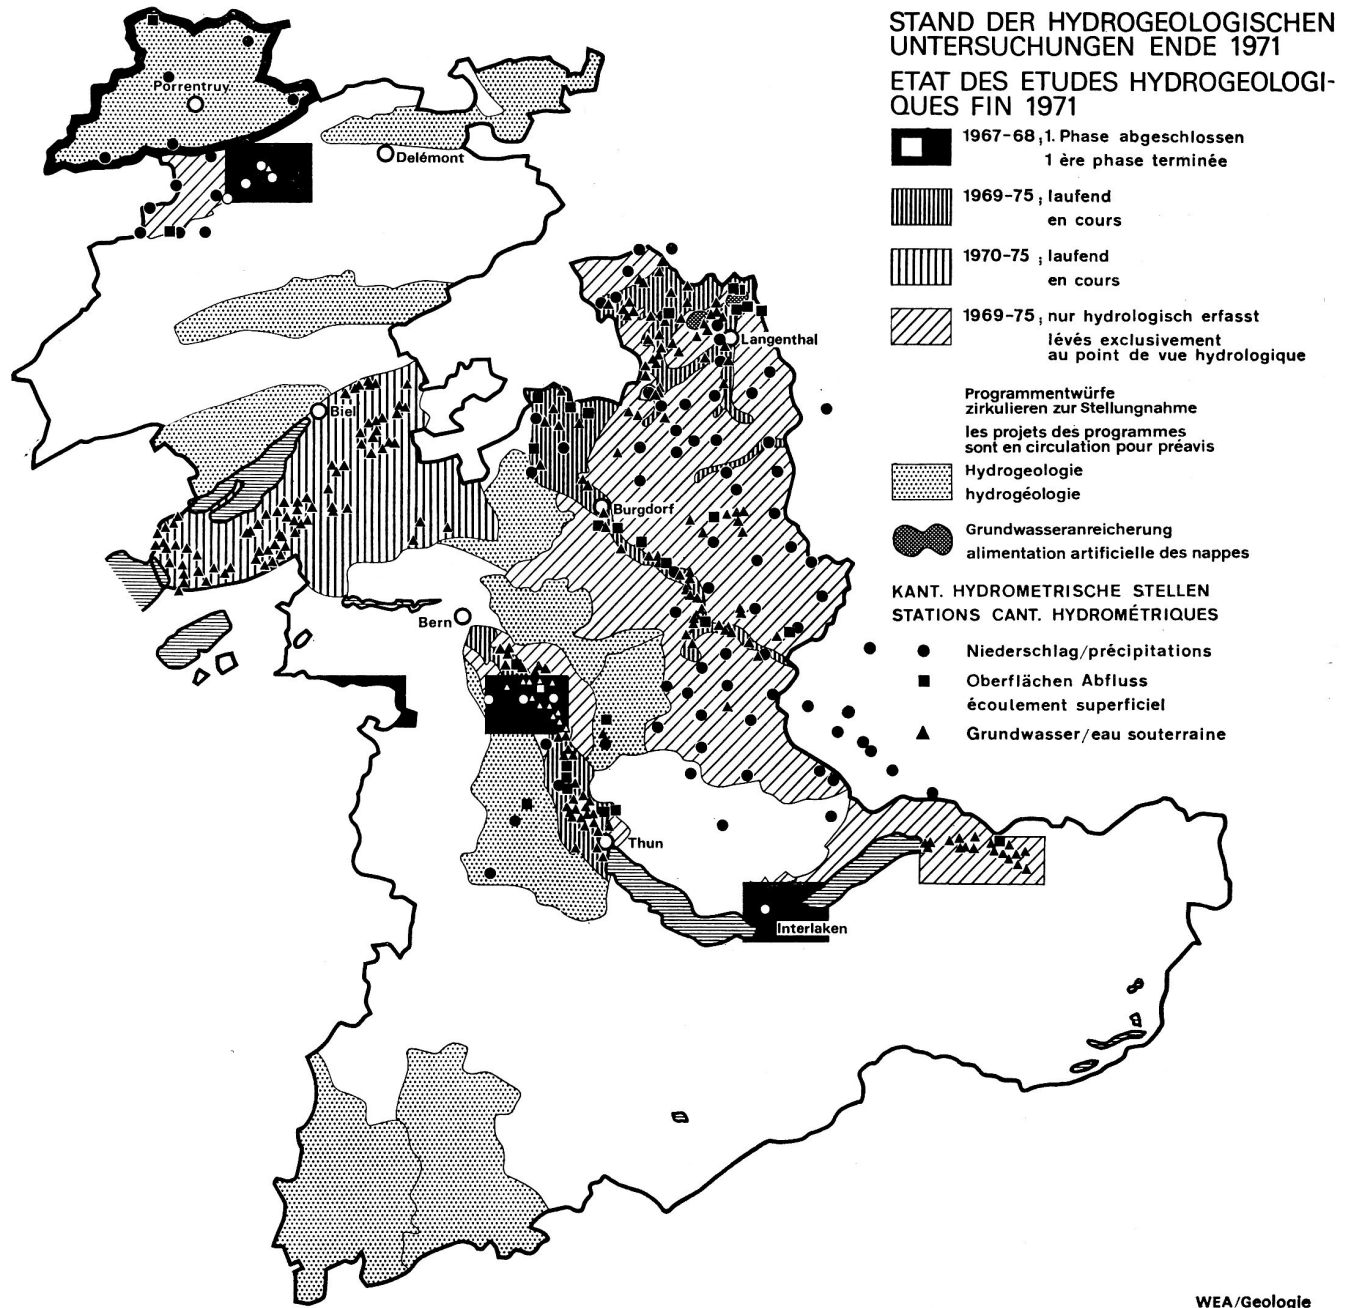 STAND DER HYDROGEOLOGISCHEN
UNTERSUCHUNGEN ENDE 1971
ETAT DES ETUDES HYDROGEOLOGI-
QUES FIN 1971
1967-68; 1. Phase abgeschlossen
1 ère phase terminée
1969-75; laufend
en cours
1970-75; laufend
en cours
1969-75; nur hydrologisch erfasst
lévés exclusivement
au point de vue hydrologique
Programmentwürfe
zirkulieren zur Stellungnahme
les projets des programmes
sont en circulation pour préavis
Hydrogeologie
hydrogéologie
Grundwasseranreicherung
alimentation artificielle des nappes
KANT. HYDROMETRISCHE STELLEN
STATIONS CANT. HYDROMÉTRIQUES
Niederschlag/précipitations
Oberflächen Abfluss
écoulement superficiel
Grundwasser/eau souterraine
Porrentruy
Delémont
Langenthal
Biel
Burgdorf
Bern
Thun
Interlaken
WEA/Geologie